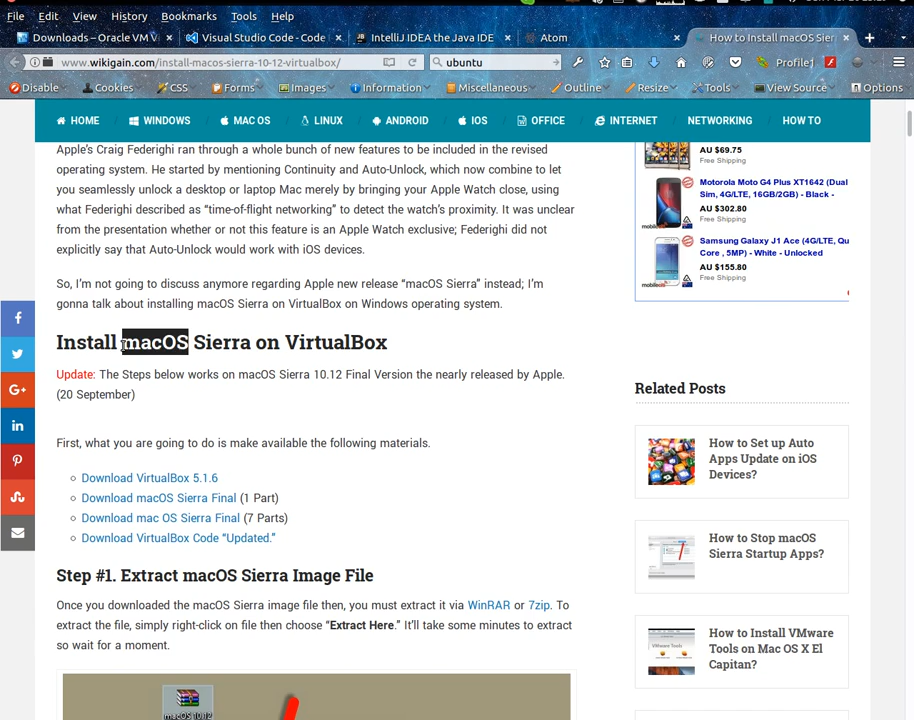 File Edit View History Bookmarks Tools Help
Downloads – Oracle VM V × Visual Studio Code - Code × IntelliJ IDEA the Java IDE × Atom × How to Install macOS Sier × +
www.wikigain.com/install-macos-sierra-10-12-virtualbox/ ubuntu Profile
Disable Cookies CSS Forms Images Information Miscellaneous Outline Resize Tools View Source Options
HOME WINDOWS MAC OS LINUX ANDROID IOS OFFICE INTERNET NETWORKING HOW TO
Apple's Craig Federighi ran through a whole bunch of new features to be included in the revised
operating system. He started by mentioning Continuity and Auto-Unlock, which now combine to let
you seamlessly unlock a desktop or laptop Mac merely by bringing your Apple Watch close, using
what Federighi described as “time-of-flight networking” to detect the watch's proximity. It was unclear
from the presentation whether or not this feature is an Apple Watch exclusive; Federighi did not
explicitly say that Auto-Unlock would work with iOS devices.
So, I'm not going to discuss anymore regarding Apple new release “macOS Sierra” instead; I'm
gonna talk about installing macOS Sierra on VirtualBox on Windows operating system.
Install macOS Sierra on VirtualBox
Update: The Steps below works on macOS Sierra 10.12 Final Version the nearly released by Apple.
(20 September)
First, what you are going to do is make available the following materials.
Download VirtualBox 5.1.6
Download macOS Sierra Final (1 Part)
Download mac OS Sierra Final (7 Parts)
Download VirtualBox Code “Updated.”
Step #1. Extract macOS Sierra Image File
Once you downloaded the macOS Sierra image file then, you must extract it via WinRAR or 7zip. To
extract the file, simply right-click on file then choose “Extract Here.” It'll take some minutes to extract
so wait for a moment.
macOS 10.12
AU $69.75
Free Shipping
Motorola Moto G4 Plus XT1642 (Dual
Sim, 4G/LTE, 16GB/2GB) - Black -
AU $302.80
Free Shipping
Samsung Galaxy J1 Ace (4G/LTE, Qu
Core , 5MP) - White - Unlocked
AU $155.80
Free Shipping
Related Posts
How to Set up Auto
Apps Update on iOS
Devices?
How to Stop macOS
Sierra Startup Apps?
How to Install VMware
Tools on Mac OS X El
Capitan?